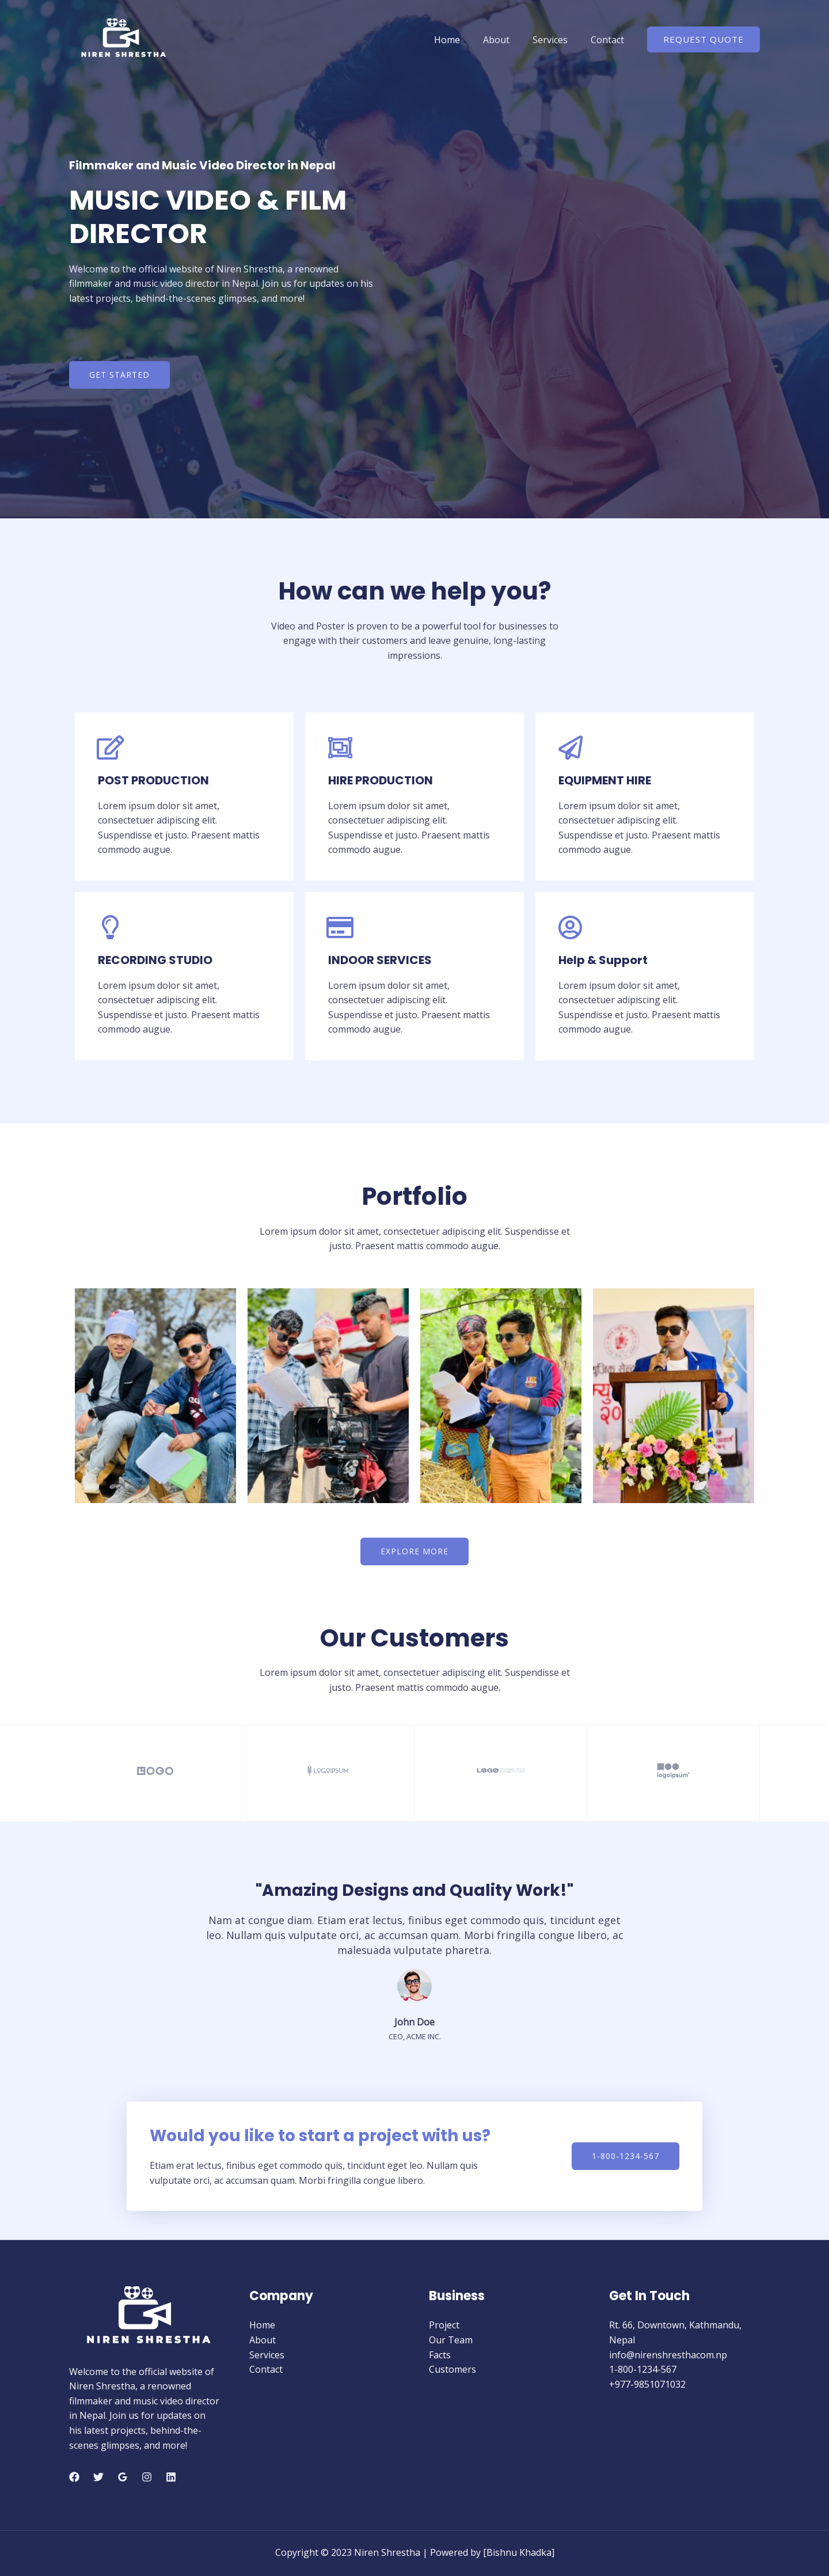 NIREN SHRESTHA
Home
About
Services
Contact
REQUEST QUOTE
Filmmaker and Music Video Director in Nepal
MUSIC VIDEO & FILM
DIRECTOR
Welcome to the official website of Niren Shrestha, a renowned
filmmaker and music video director in Nepal. Join us for updates on his
latest projects, behind-the-scenes glimpses, and more!
GET STARTED
How can we help you?
Video and Poster is proven to be a powerful tool for businesses to
engage with their customers and leave genuine, long-lasting
impressions.
POST PRODUCTION
Lorem ipsum dolor sit amet,
consectetuer adipiscing elit.
Suspendisse et justo. Praesent mattis
commodo augue.
HIRE PRODUCTION
Lorem ipsum dolor sit amet,
consectetuer adipiscing elit.
Suspendisse et justo. Praesent mattis
commodo augue.
EQUIPMENT HIRE
Lorem ipsum dolor sit amet,
consectetuer adipiscing elit.
Suspendisse et justo. Praesent mattis
commodo augue.
RECORDING STUDIO
Lorem ipsum dolor sit amet,
consectetuer adipiscing elit.
Suspendisse et justo. Praesent mattis
commodo augue.
INDOOR SERVICES
Lorem ipsum dolor sit amet,
consectetuer adipiscing elit.
Suspendisse et justo. Praesent mattis
commodo augue.
Help & Support
Lorem ipsum dolor sit amet,
consectetuer adipiscing elit.
Suspendisse et justo. Praesent mattis
commodo augue.
Portfolio
Lorem ipsum dolor sit amet, consectetuer adipiscing elit. Suspendisse et
justo. Praesent mattis commodo augue.
EXPLORE MORE
Our Customers
Lorem ipsum dolor sit amet, consectetuer adipiscing elit. Suspendisse et
justo. Praesent mattis commodo augue.
LOGO
LOGOIPSUM
LOGO
logoipsum
"Amazing Designs and Quality Work!"
Nam at congue diam. Etiam erat lectus, finibus eget commodo quis, tincidunt eget
leo. Nullam quis vulputate orci, ac accumsan quam. Morbi fringilla congue libero, ac
malesuada vulputate pharetra.
John Doe
CEO, ACME INC.
Would you like to start a project with us?
Etiam erat lectus, finibus eget commodo quis, tincidunt eget leo. Nullam quis
vulputate orci, ac accumsan quam. Morbi fringilla congue libero.
1-800-1234-567
NIREN SHRESTHA
Welcome to the official website of
Niren Shrestha, a renowned
filmmaker and music video director
in Nepal. Join us for updates on
his latest projects, behind-the-
scenes glimpses, and more!
Company
Home
About
Services
Contact
Business
Project
Our Team
Facts
Customers
Get In Touch
Rt. 66, Downtown, Kathmandu,
Nepal
info@nirenshresthacom.np
1-800-1234-567
+977-9851071032
Copyright © 2023 Niren Shrestha | Powered by [Bishnu Khadka]